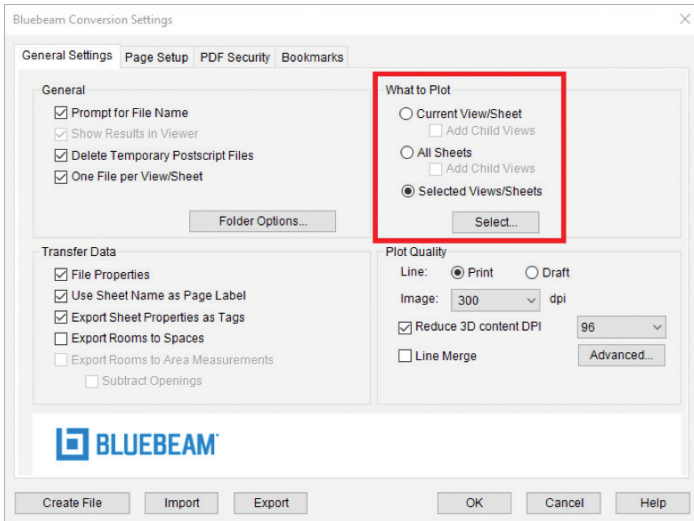 Bluebeam Conversion Settings
General Settings Page Setup PDF Security Bookmarks
General
Prompt for File Name
Show Results in Viewer
Delete Temporary Postscript Files
One File per View/Sheet
Folder Options...
What to Plot
Current View/Sheet
Add Child Views
All Sheets
Add Child Views
Selected Views/Sheets
Select...
Transfer Data
File Properties
Use Sheet Name as Page Label
Export Sheet Properties as Tags
Export Rooms to Spaces
Export Rooms to Area Measurements
Subtract Openings
Plot Quality
Line: Print Draft
Image: 300 dpi
Reduce 3D content DPI 96
Line Merge Advanced...
BLUEBEAM
Create File Import Export OK Cancel Help